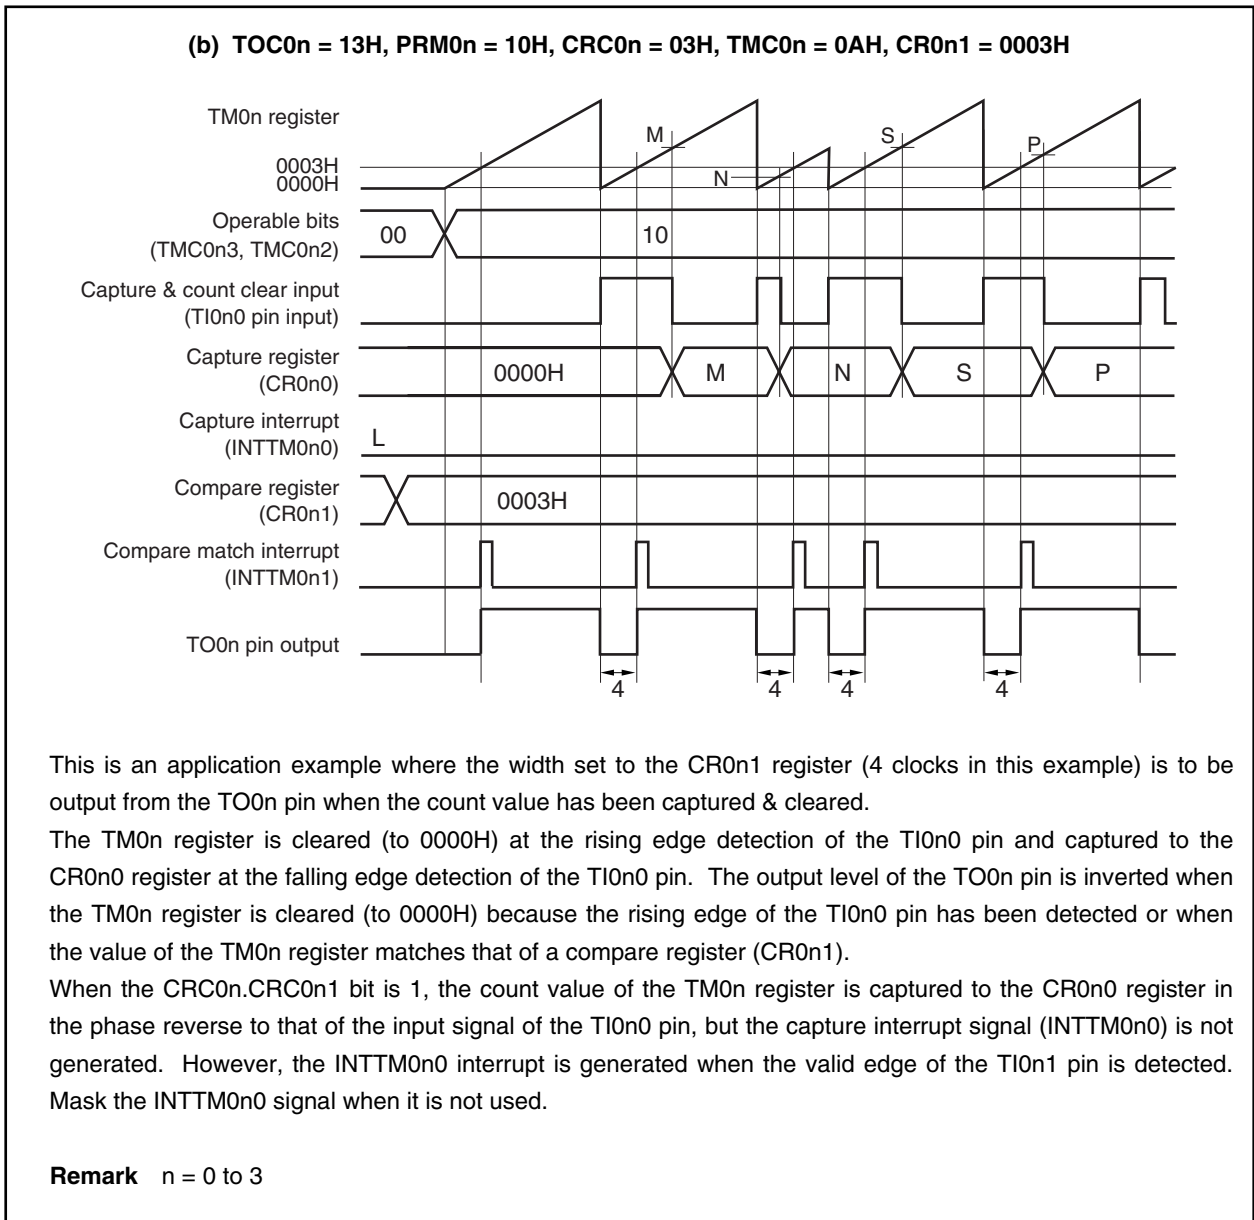 (b) TOC0n = 13H, PRM0n = 10H, CRC0n = 03H, TMC0n = 0AH, CR0n1 = 0003H
TM0n register
M
S
P
N
0003H
0000H
Operable bits
(TMC0n3, TMC0n2)
00
10
Capture & count clear input
(TI0n0 pin input)
Capture register
(CR0n0)
0000H
M
N
S
P
Capture interrupt
(INTTM0n0)
L
Compare register
(CR0n1)
0003H
Compare match interrupt
(INTTM0n1)
TO0n pin output
4
4
4
4
This is an application example where the width set to the CR0n1 register (4 clocks in this example) is to be
output from the TO0n pin when the count value has been captured & cleared.
The TM0n register is cleared (to 0000H) at the rising edge detection of the TI0n0 pin and captured to the
CR0n0 register at the falling edge detection of the TI0n0 pin. The output level of the TO0n pin is inverted when
the TM0n register is cleared (to 0000H) because the rising edge of the TI0n0 pin has been detected or when
the value of the TM0n register matches that of a compare register (CR0n1).
When the CRC0n.CRC0n1 bit is 1, the count value of the TM0n register is captured to the CR0n0 register in
the phase reverse to that of the input signal of the TI0n0 pin, but the capture interrupt signal (INTTM0n0) is not
generated. However, the INTTM0n0 interrupt is generated when the valid edge of the TI0n1 pin is detected.
Mask the INTTM0n0 signal when it is not used.
Remark n = 0 to 3